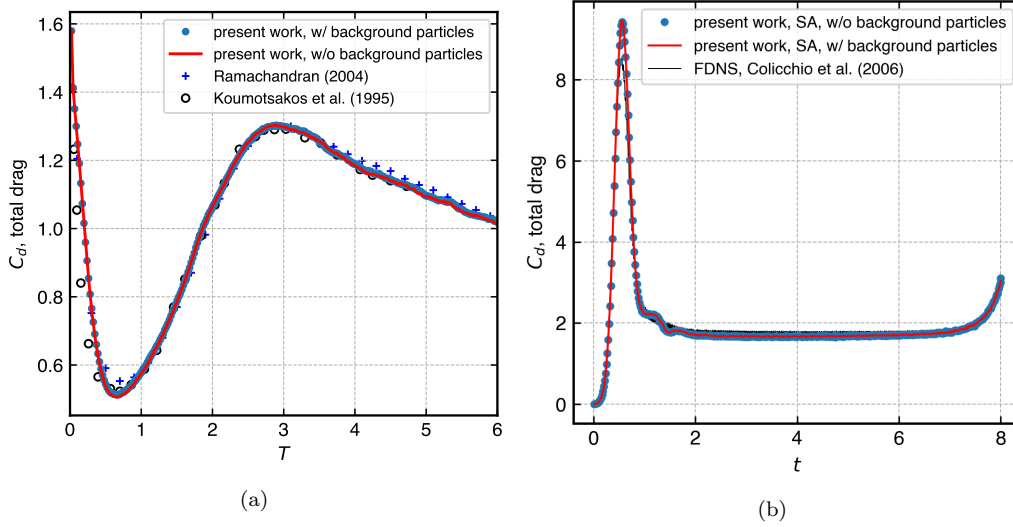 present work, w/ background particles
present work, w/o background particles
Ramachandran (2004)
Koumotsakos et al. (1995)
1.6
1.4
1.2
1.0
0.8
0.6
C_d, total drag
0 1 2 3 4 5 6
T
(a)
present work, SA, w/o background particles
present work, SA, w/ background particles
FDNS, Colicchio et al. (2006)
8
6
4
2
0
C_d, total drag
0 2 4 6 8
t
(b)